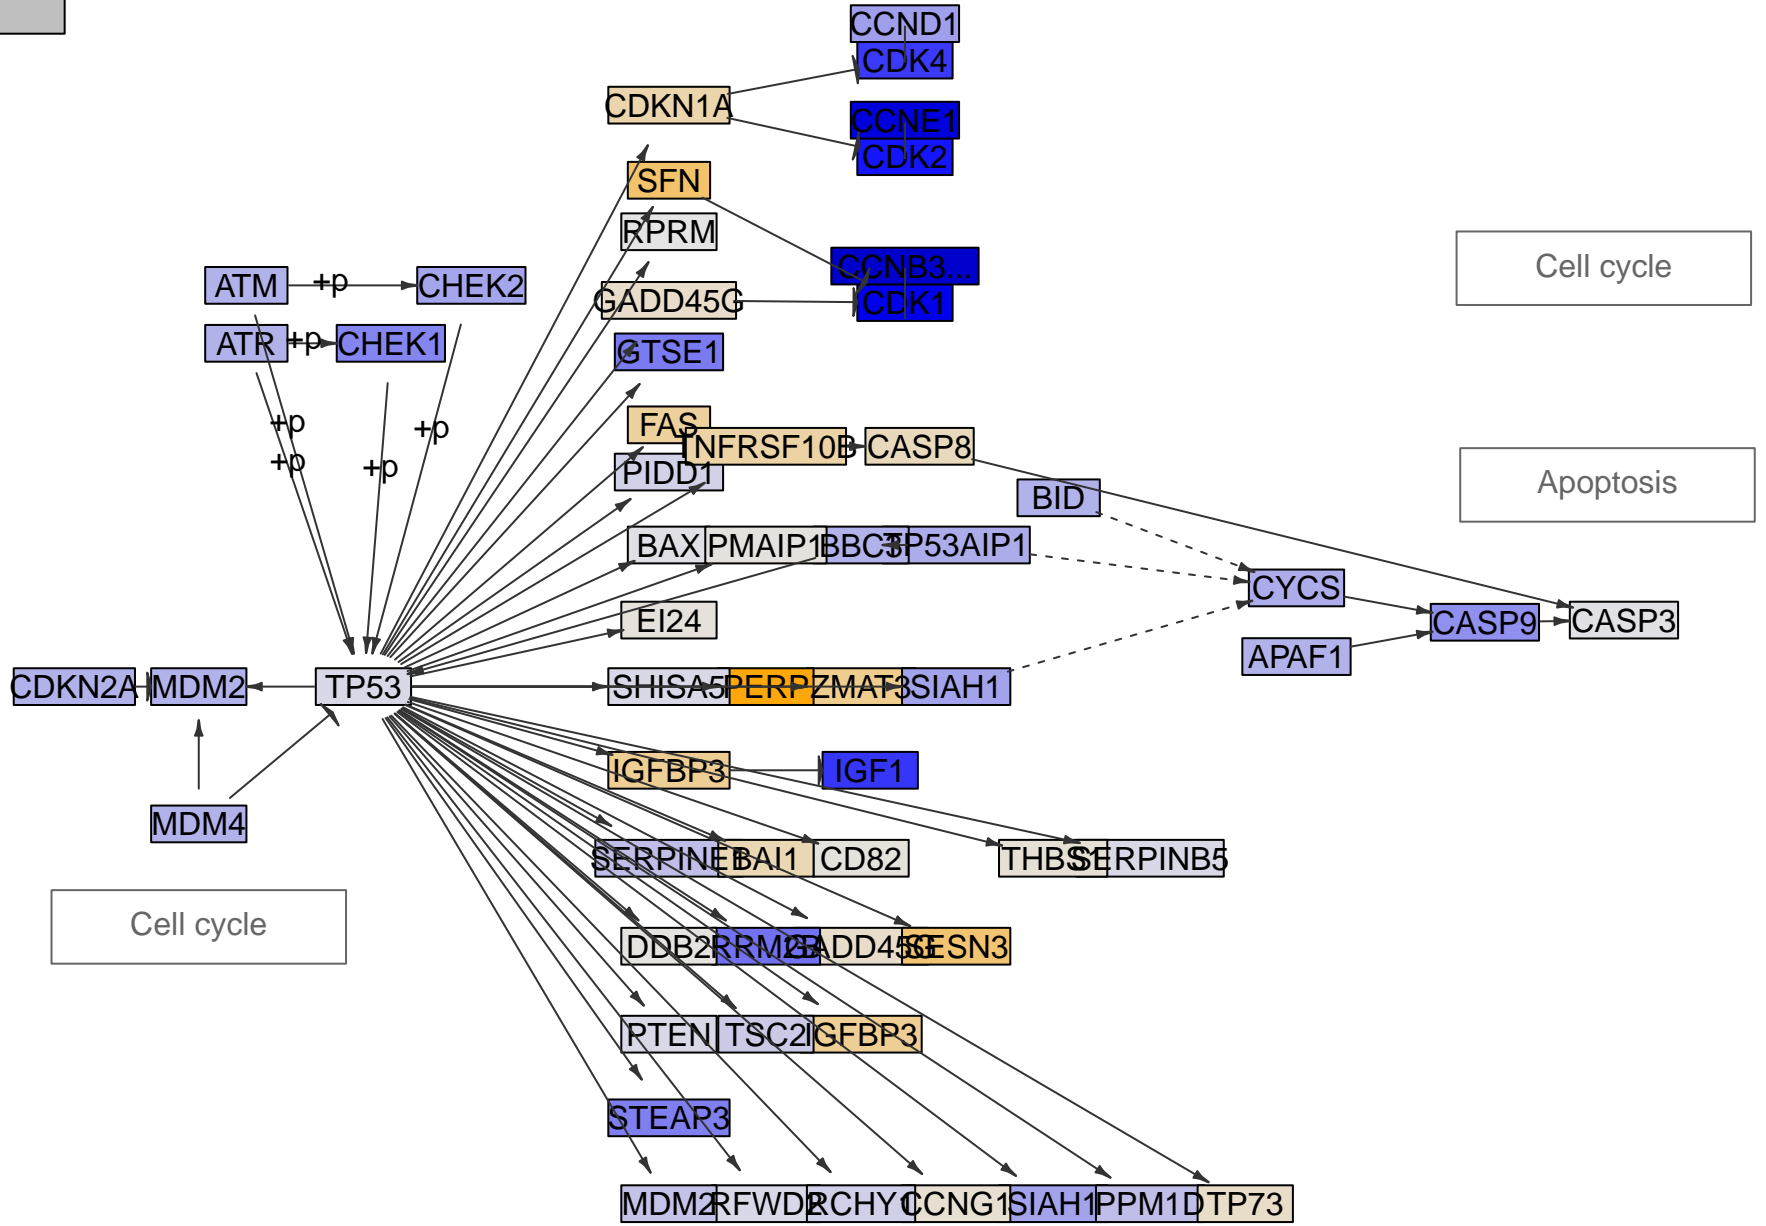 CCND1
CDK4
CDKN1A
CCNE1
CDK2
SFN
RPRM
Cell cycle
CCNB3...
ATM
+p
CHEK2
GADD45G
CDK1
ATR
+p
CHEK1
GTSE1
+p
+p
FAS
TNFRSF10B
CASP8
+p
+p
PIDD1
Apoptosis
BID
BAX
PMAIP1
BBC3
TP53AIP1
CYCS
EI24
CASP9
CASP3
APAF1
CDKN2A
MDM2
TP53
SHISA5
PERP
ZMAT3
SIAH1
IGFBP3
IGF1
MDM4
SERPINE1
BAI1
CD82
THBS1
SERPINB5
Cell cycle
DDB2
RRM2B
GADD45G
SESN3
PTEN
TSC2
IGFBP3
STEAP3
MDM2
RFWD2
RCHY1
CCNG1
SIAH1
PPM1D
TP73